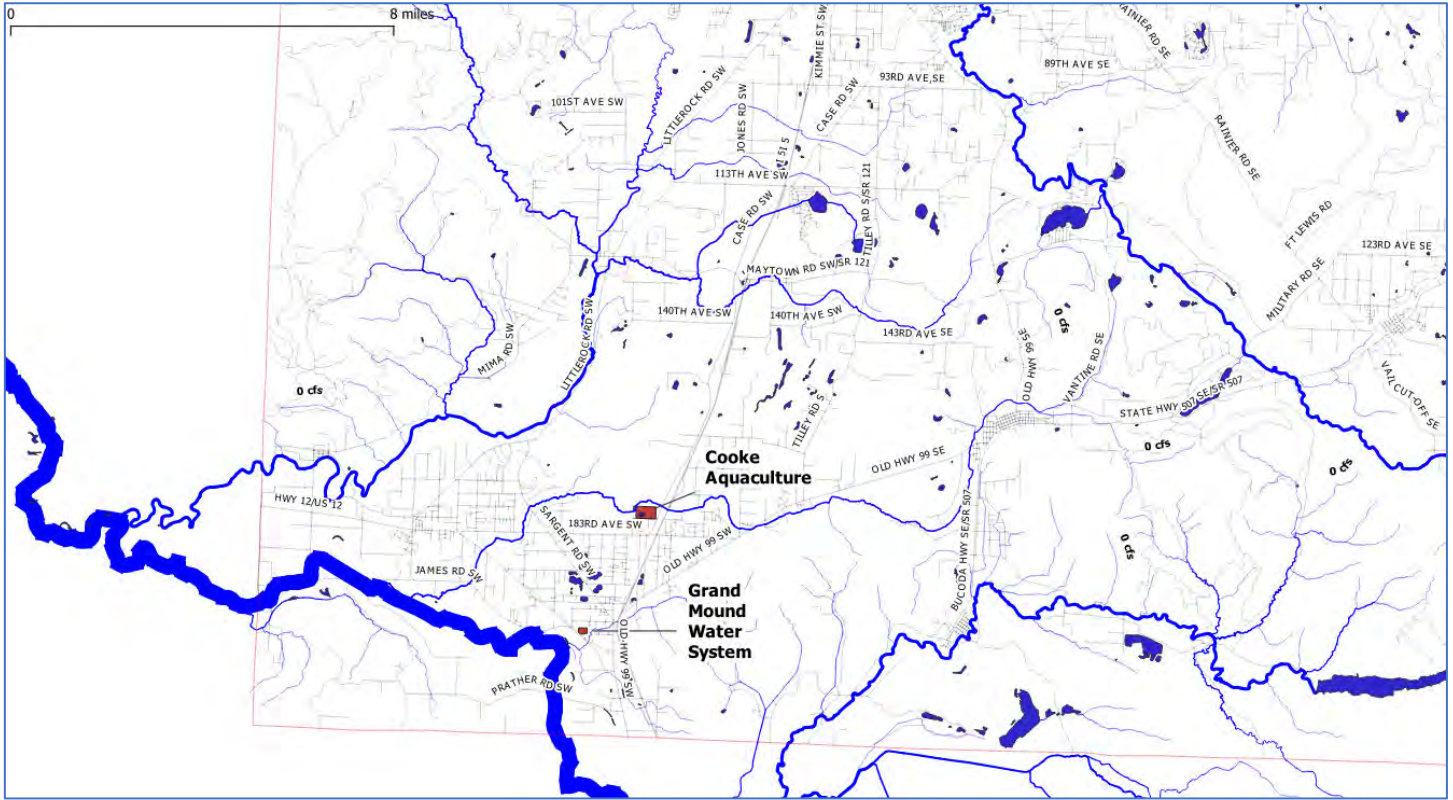 0
8 miles
KIMMIE ST SW
RAINIER RD SE
LITTLEROCK RD SW
93RD AVE SE
89TH AVE SE
101ST AVE SW
JONES RD SW
CASE RD SW
RAINIER RD SE
113TH AVE SW
TILLEY RD S/SR 121
CASE RD SW
FT LEWIS RD
123RD AVE SE
MAYTOWN RD SW/SR 121
MILITARY RD SE
140TH AVE SW
140TH AVE SW
143RD AVE SE
0 cfs
OLD HWY 99 SE
VANTINE RD SE
MIMA RD SW
LITTLEROCK RD SW
0 cfs
VAIL CUT-OFF SE
STATE HWY 507 SE/SR 507
TILLEY RD S
0 cfs
Cooke
Aquaculture
OLD HWY 99 SE
0 cfs
HWY 12/US 12
SARGENT RD SW
183RD AVE SW
OLD HWY 99 SW
BUCODA HWY SE/SR 507
0 cfs
JAMES RD SW
Grand
Mound
Water
System
OLD HWY 99 SW
PRATHER RD SW